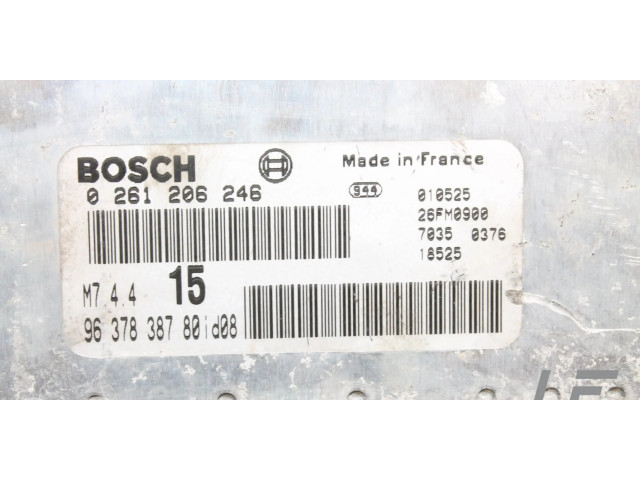 BOSCH
Made in France
0 261 206 246
944
010525
26FM0900
7035 0376
18525
M7 4.4 15
96 378 387 80id08